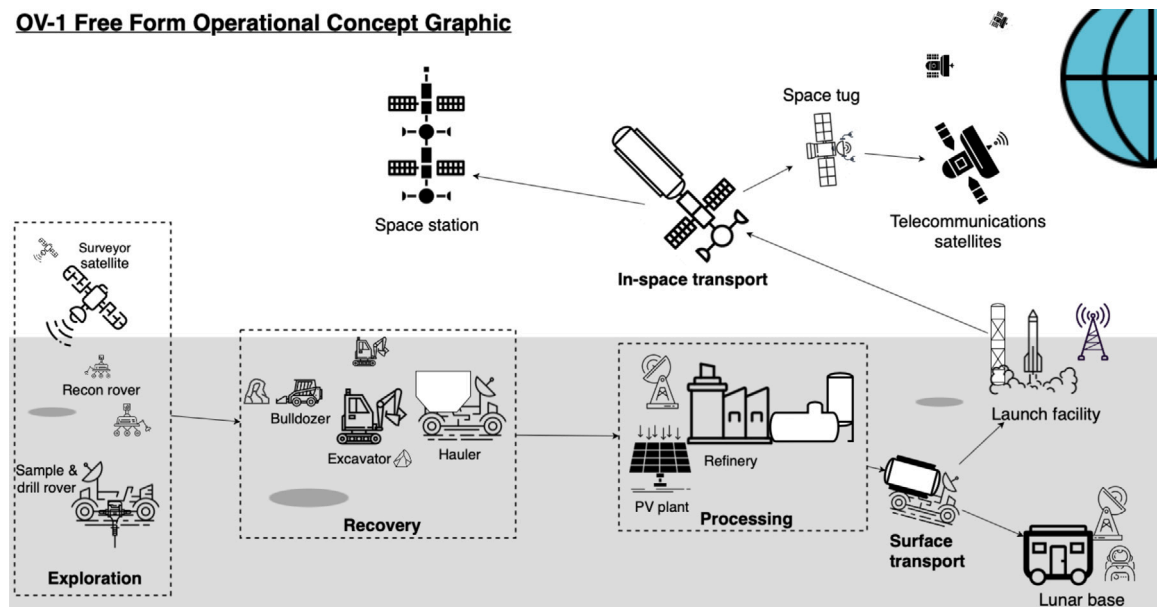 OV-1 Free Form Operational Concept Graphic
Space tug
Space station
Telecommunications
satellites
In-space transport
Surveyor
satellite
Recon rover
Sample &
drill rover
Exploration
Bulldozer
Excavator
Hauler
Recovery
Refinery
PV plant
Processing
Surface
transport
Launch facility
Lunar base